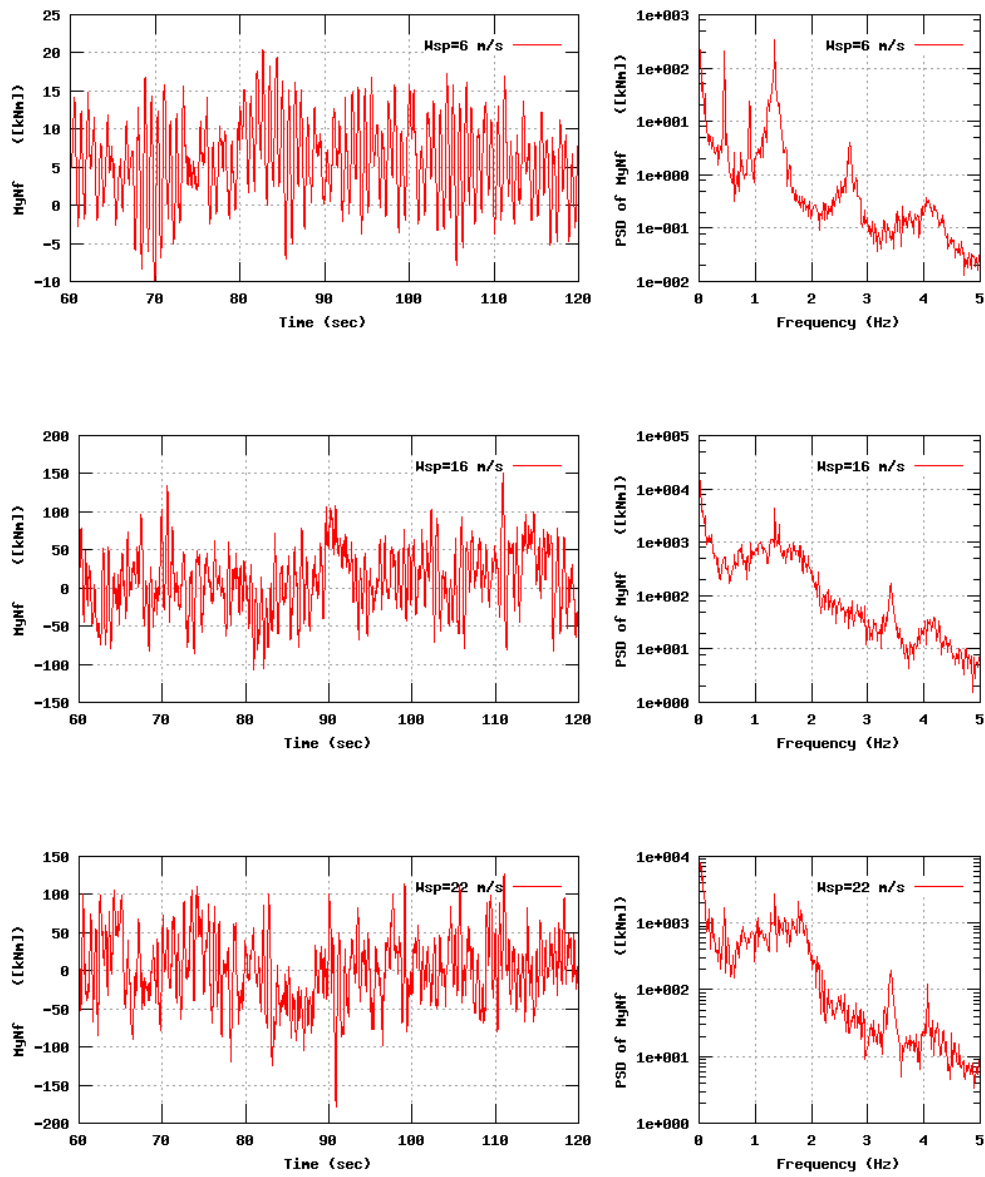 Wsp=6 m/s
25
20
15
10
5
0
-5
-10
60 70 80 90 100 110 120
Time (sec)
MyNf ([kNm])
Wsp=6 m/s
1e+003
1e+002
1e+001
1e+000
1e-001
1e-002
0 1 2 3 4 5
Frequency (Hz)
PSD of MyNf ([kNm])
Wsp=16 m/s
200
150
100
50
0
-50
-100
-150
60 70 80 90 100 110 120
Time (sec)
MyNf ([kNm])
Wsp=16 m/s
1e+005
1e+004
1e+003
1e+002
1e+001
1e+000
0 1 2 3 4 5
Frequency (Hz)
PSD of MyNf ([kNm])
Wsp=22 m/s
150
100
50
0
-50
-100
-150
-200
60 70 80 90 100 110 120
Time (sec)
MyNf ([kNm])
Wsp=22 m/s
1e+004
1e+003
1e+002
1e+001
1e+000
0 1 2 3 4 5
Frequency (Hz)
PSD of MyNf ([kNm])